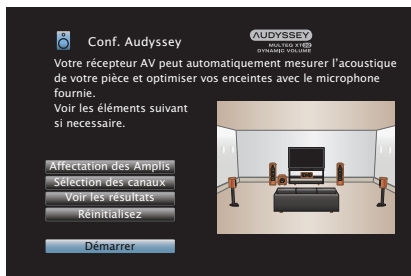 Conf. Audyssey
AUDYSSEY
MULTEQ XT32
DYNAMIC VOLUME
Votre récepteur AV peut automatiquement mesurer l'acoustique
de votre pièce et optimiser vos enceintes avec le microphone
fournie.
Voir les éléments suivant
si necessaire.
Affectation des Amplis
Sélection des canaux
Voir les résultats
Réinitialisez
Démarrer